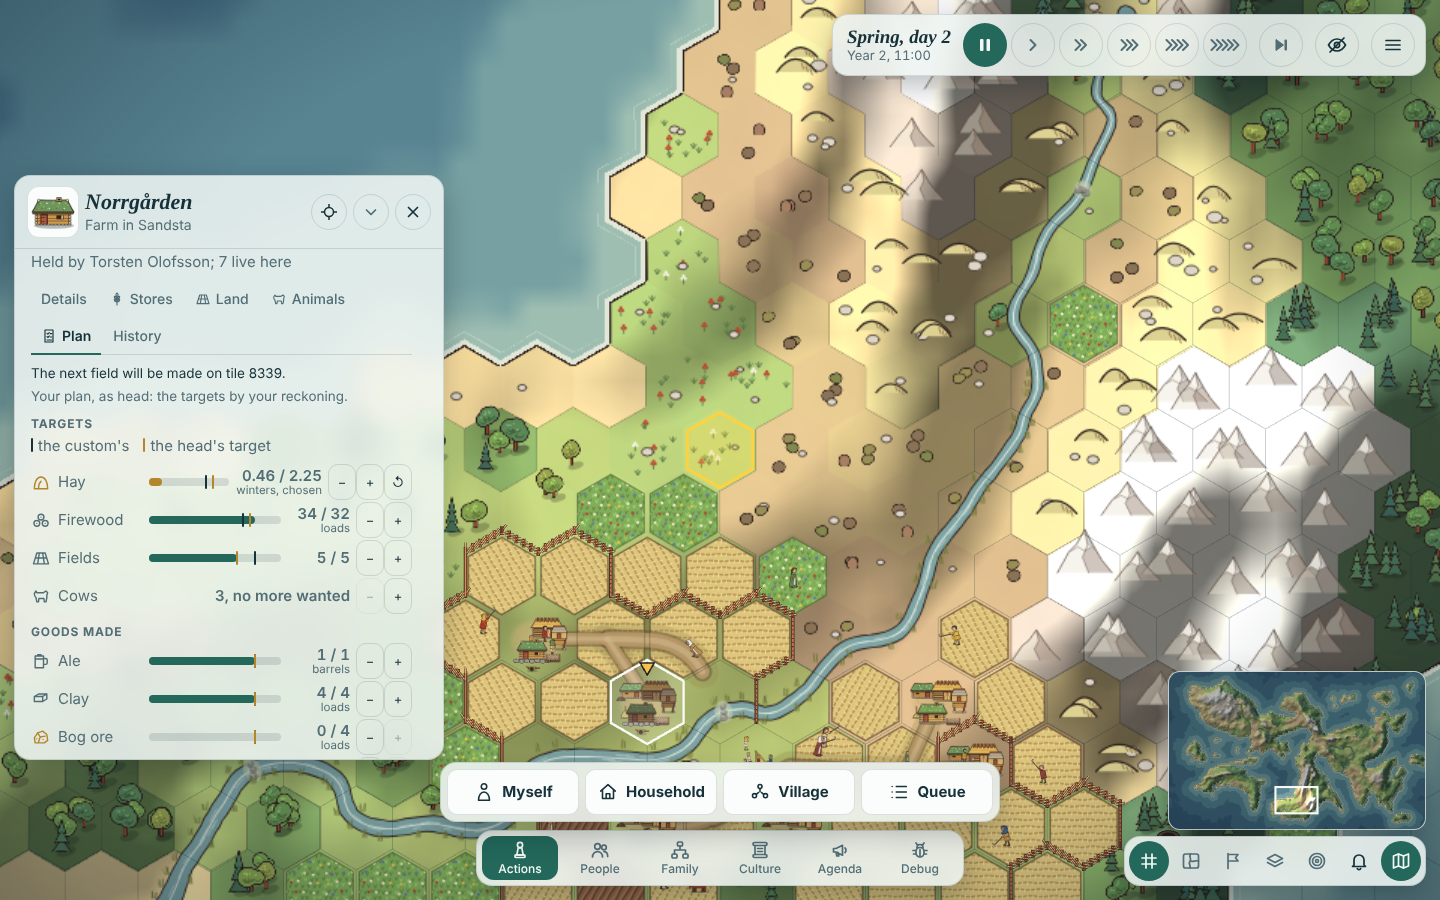 Spring, day 2
Year 2, 11:00
Norrgården
Farm in Sandsta
Held by Torsten Olofsson; 7 live here
Details
Stores
Land
Animals
Plan
History
The next field will be made on tile 8339.
Your plan, as head: the targets by your reckoning.
TARGETS
the custom's the head's target
Hay 0.46 / 2.25
winters, chosen
Firewood 34 / 32
loads
Fields 5 / 5
Cows 3, no more wanted
GOODS MADE
Ale 1 / 1
barrels
Clay 4 / 4
loads
Bog ore 0 / 4
loads
Myself
Household
Village
Queue
Actions
People
Family
Culture
Agenda
Debug